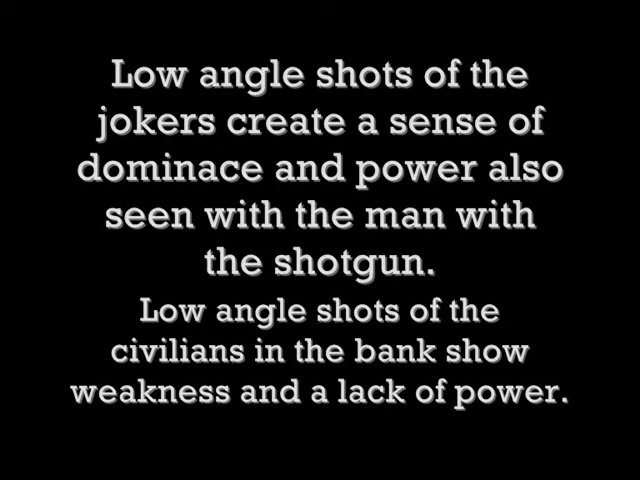 Low angle shots of the
jokers create a sense of
dominace and power also
seen with the man with
the shotgun.
Low angle shots of the
civilians in the bank show
weakness and a lack of power.